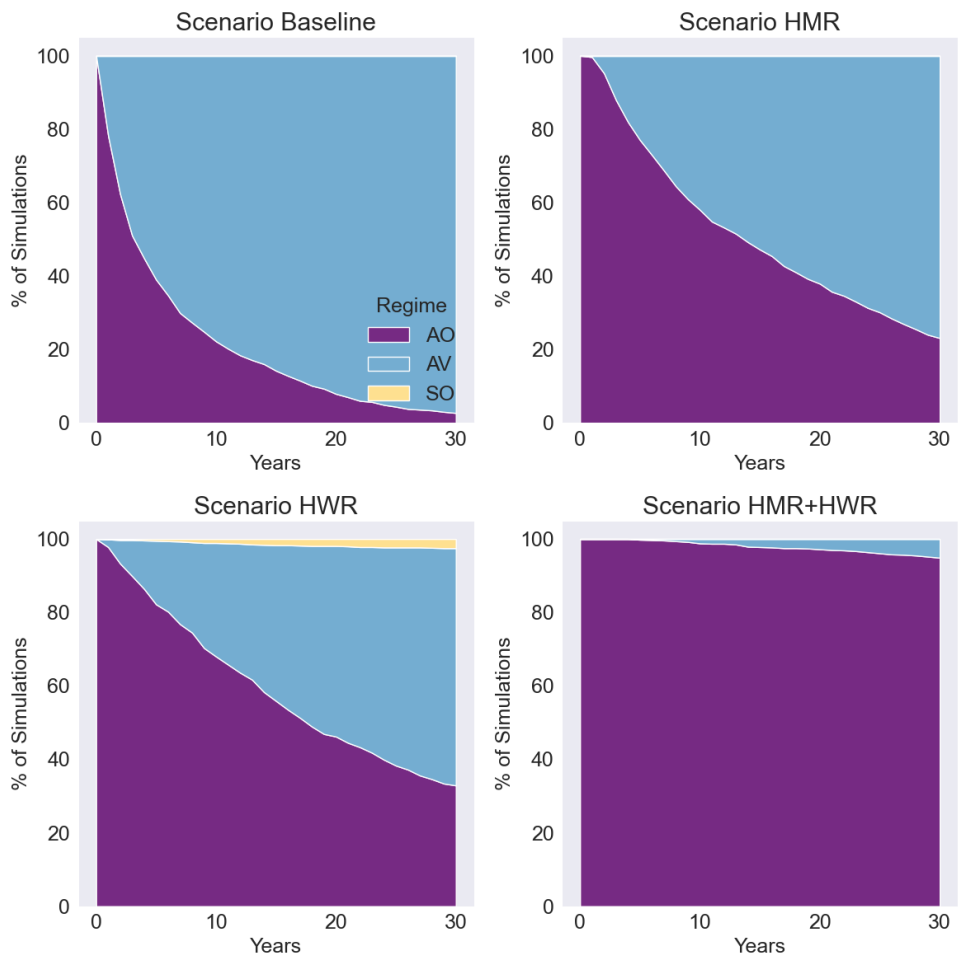 Scenario Baseline
% of Simulations
100
80
60
40
20
0
Regime
AO
AV
SO
0 10 20 30
Years
Scenario HMR
% of Simulations
100
80
60
40
20
0
0 10 20 30
Years
Scenario HWR
% of Simulations
100
80
60
40
20
0
0 10 20 30
Years
Scenario HMR+HWR
% of Simulations
100
80
60
40
20
0
0 10 20 30
Years